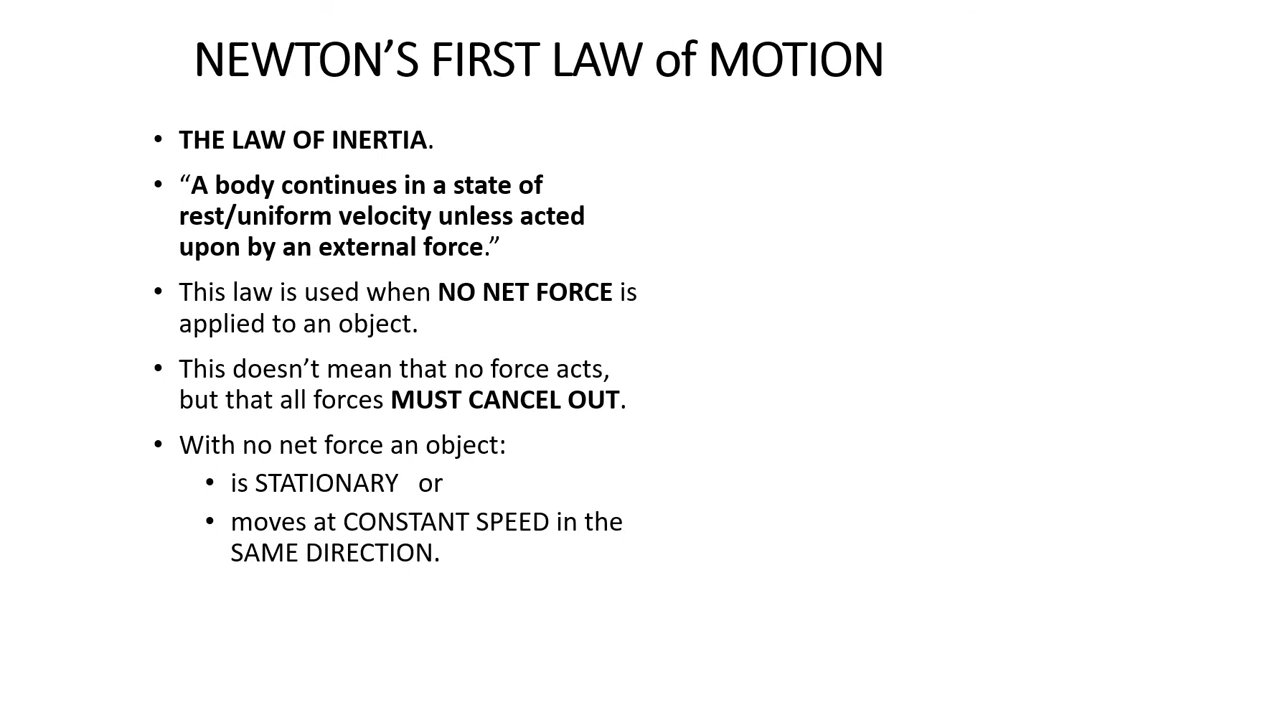 NEWTON’S FIRST LAW of MOTION
• THE LAW OF INERTIA.
• “A body continues in a state of
rest/uniform velocity unless acted
upon by an external force.”
• This law is used when NO NET FORCE is
applied to an object.
• This doesn’t mean that no force acts,
but that all forces MUST CANCEL OUT.
• With no net force an object:
• is STATIONARY   or
• moves at CONSTANT SPEED in the
SAME DIRECTION.